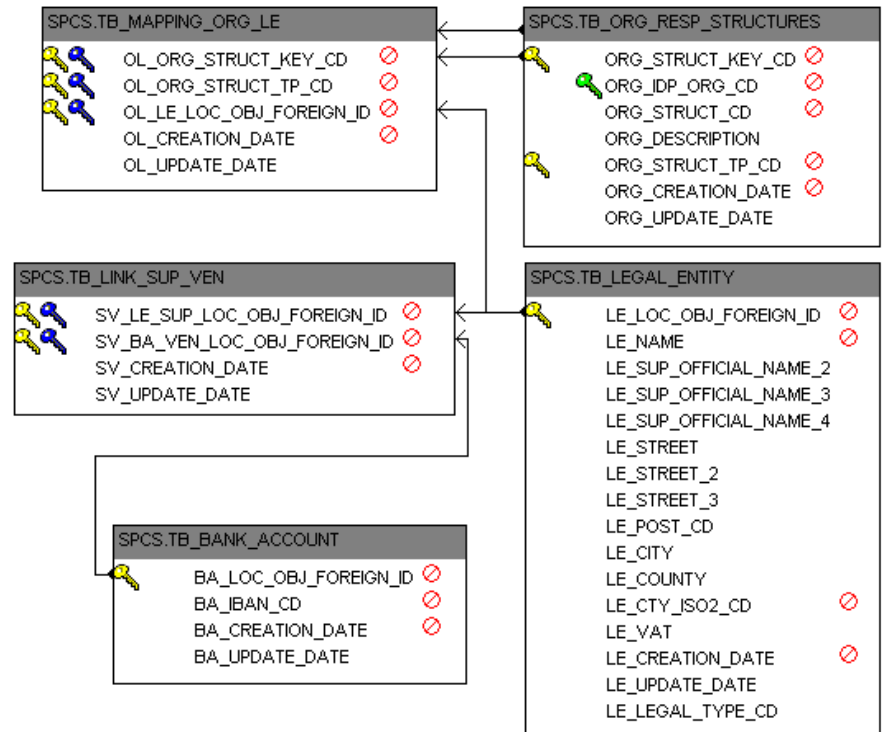 SPCS.TB_MAPPING_ORG_LE
OL_ORG_STRUCT_KEY_CD
OL_ORG_STRUCT_TP_CD
OL_LE_LOC_OBJ_FOREIGN_ID
OL_CREATION_DATE
OL_UPDATE_DATE
SPCS.TB_ORG_RESP_STRUCTURES
ORG_STRUCT_KEY_CD
ORG_IDP_ORG_CD
ORG_STRUCT_CD
ORG_DESCRIPTION
ORG_STRUCT_TP_CD
ORG_CREATION_DATE
ORG_UPDATE_DATE
SPCS.TB_LINK_SUP_VEN
SV_LE_SUP_LOC_OBJ_FOREIGN_ID
SV_BA_VEN_LOC_OBJ_FOREIGN_ID
SV_CREATION_DATE
SV_UPDATE_DATE
SPCS.TB_LEGAL_ENTITY
LE_LOC_OBJ_FOREIGN_ID
LE_NAME
LE_SUP_OFFICIAL_NAME_2
LE_SUP_OFFICIAL_NAME_3
LE_SUP_OFFICIAL_NAME_4
LE_STREET
LE_STREET_2
LE_STREET_3
LE_POST_CD
LE_CITY
LE_COUNTY
LE_CTY_ISO2_CD
LE_VAT
LE_CREATION_DATE
LE_UPDATE_DATE
LE_LEGAL_TYPE_CD
SPCS.TB_BANK_ACCOUNT
BA_LOC_OBJ_FOREIGN_ID
BA_IBAN_CD
BA_CREATION_DATE
BA_UPDATE_DATE